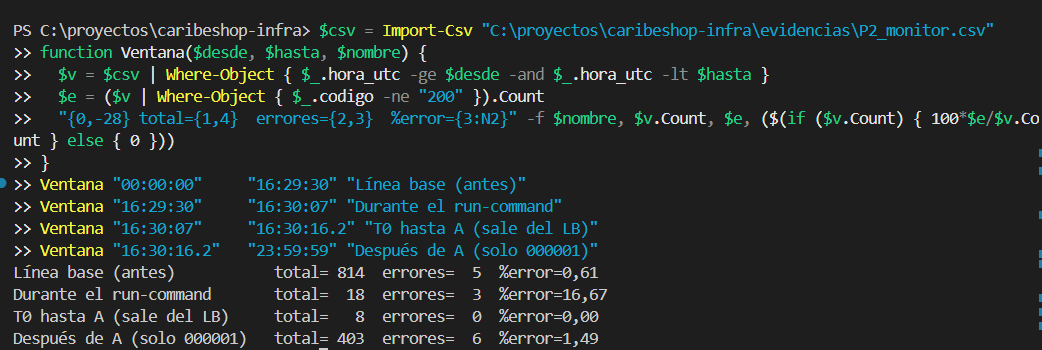 PS C:\proyectos\caribeshop-infra> $csv = Import-Csv "C:\proyectos\caribeshop-infra\evidencias\P2_monitor.csv"
>> function Ventana($desde, $hasta, $nombre) {
>>   $v = $csv | Where-Object { $_.hora_utc -ge $desde -and $_.hora_utc -lt $hasta }
>>   $e = ($v | Where-Object { $_.codigo -ne "200" }).Count
>>   "{0,-28} total={1,4}  errores={2,3}  %error={3:N2}" -f $nombre, $v.Count, $e, ($(if ($v.Count) { 100*$e/$v.Co
unt } else { 0 }))
>> }
>> Ventana "00:00:00"     "16:29:30" "Línea base (antes)"
>> Ventana "16:29:30"     "16:30:07" "Durante el run-command"
>> Ventana "16:30:07"     "16:30:16.2" "T0 hasta A (sale del LB)"
>> Ventana "16:30:16.2"   "23:59:59" "Después de A (solo 000001)"
Línea base (antes)           total= 814  errores=  5  %error=0,61
Durante el run-command       total=  18  errores=  3  %error=16,67
T0 hasta A (sale del LB)     total=   8  errores=  0  %error=0,00
Después de A (solo 000001)   total= 403  errores=  6  %error=1,49